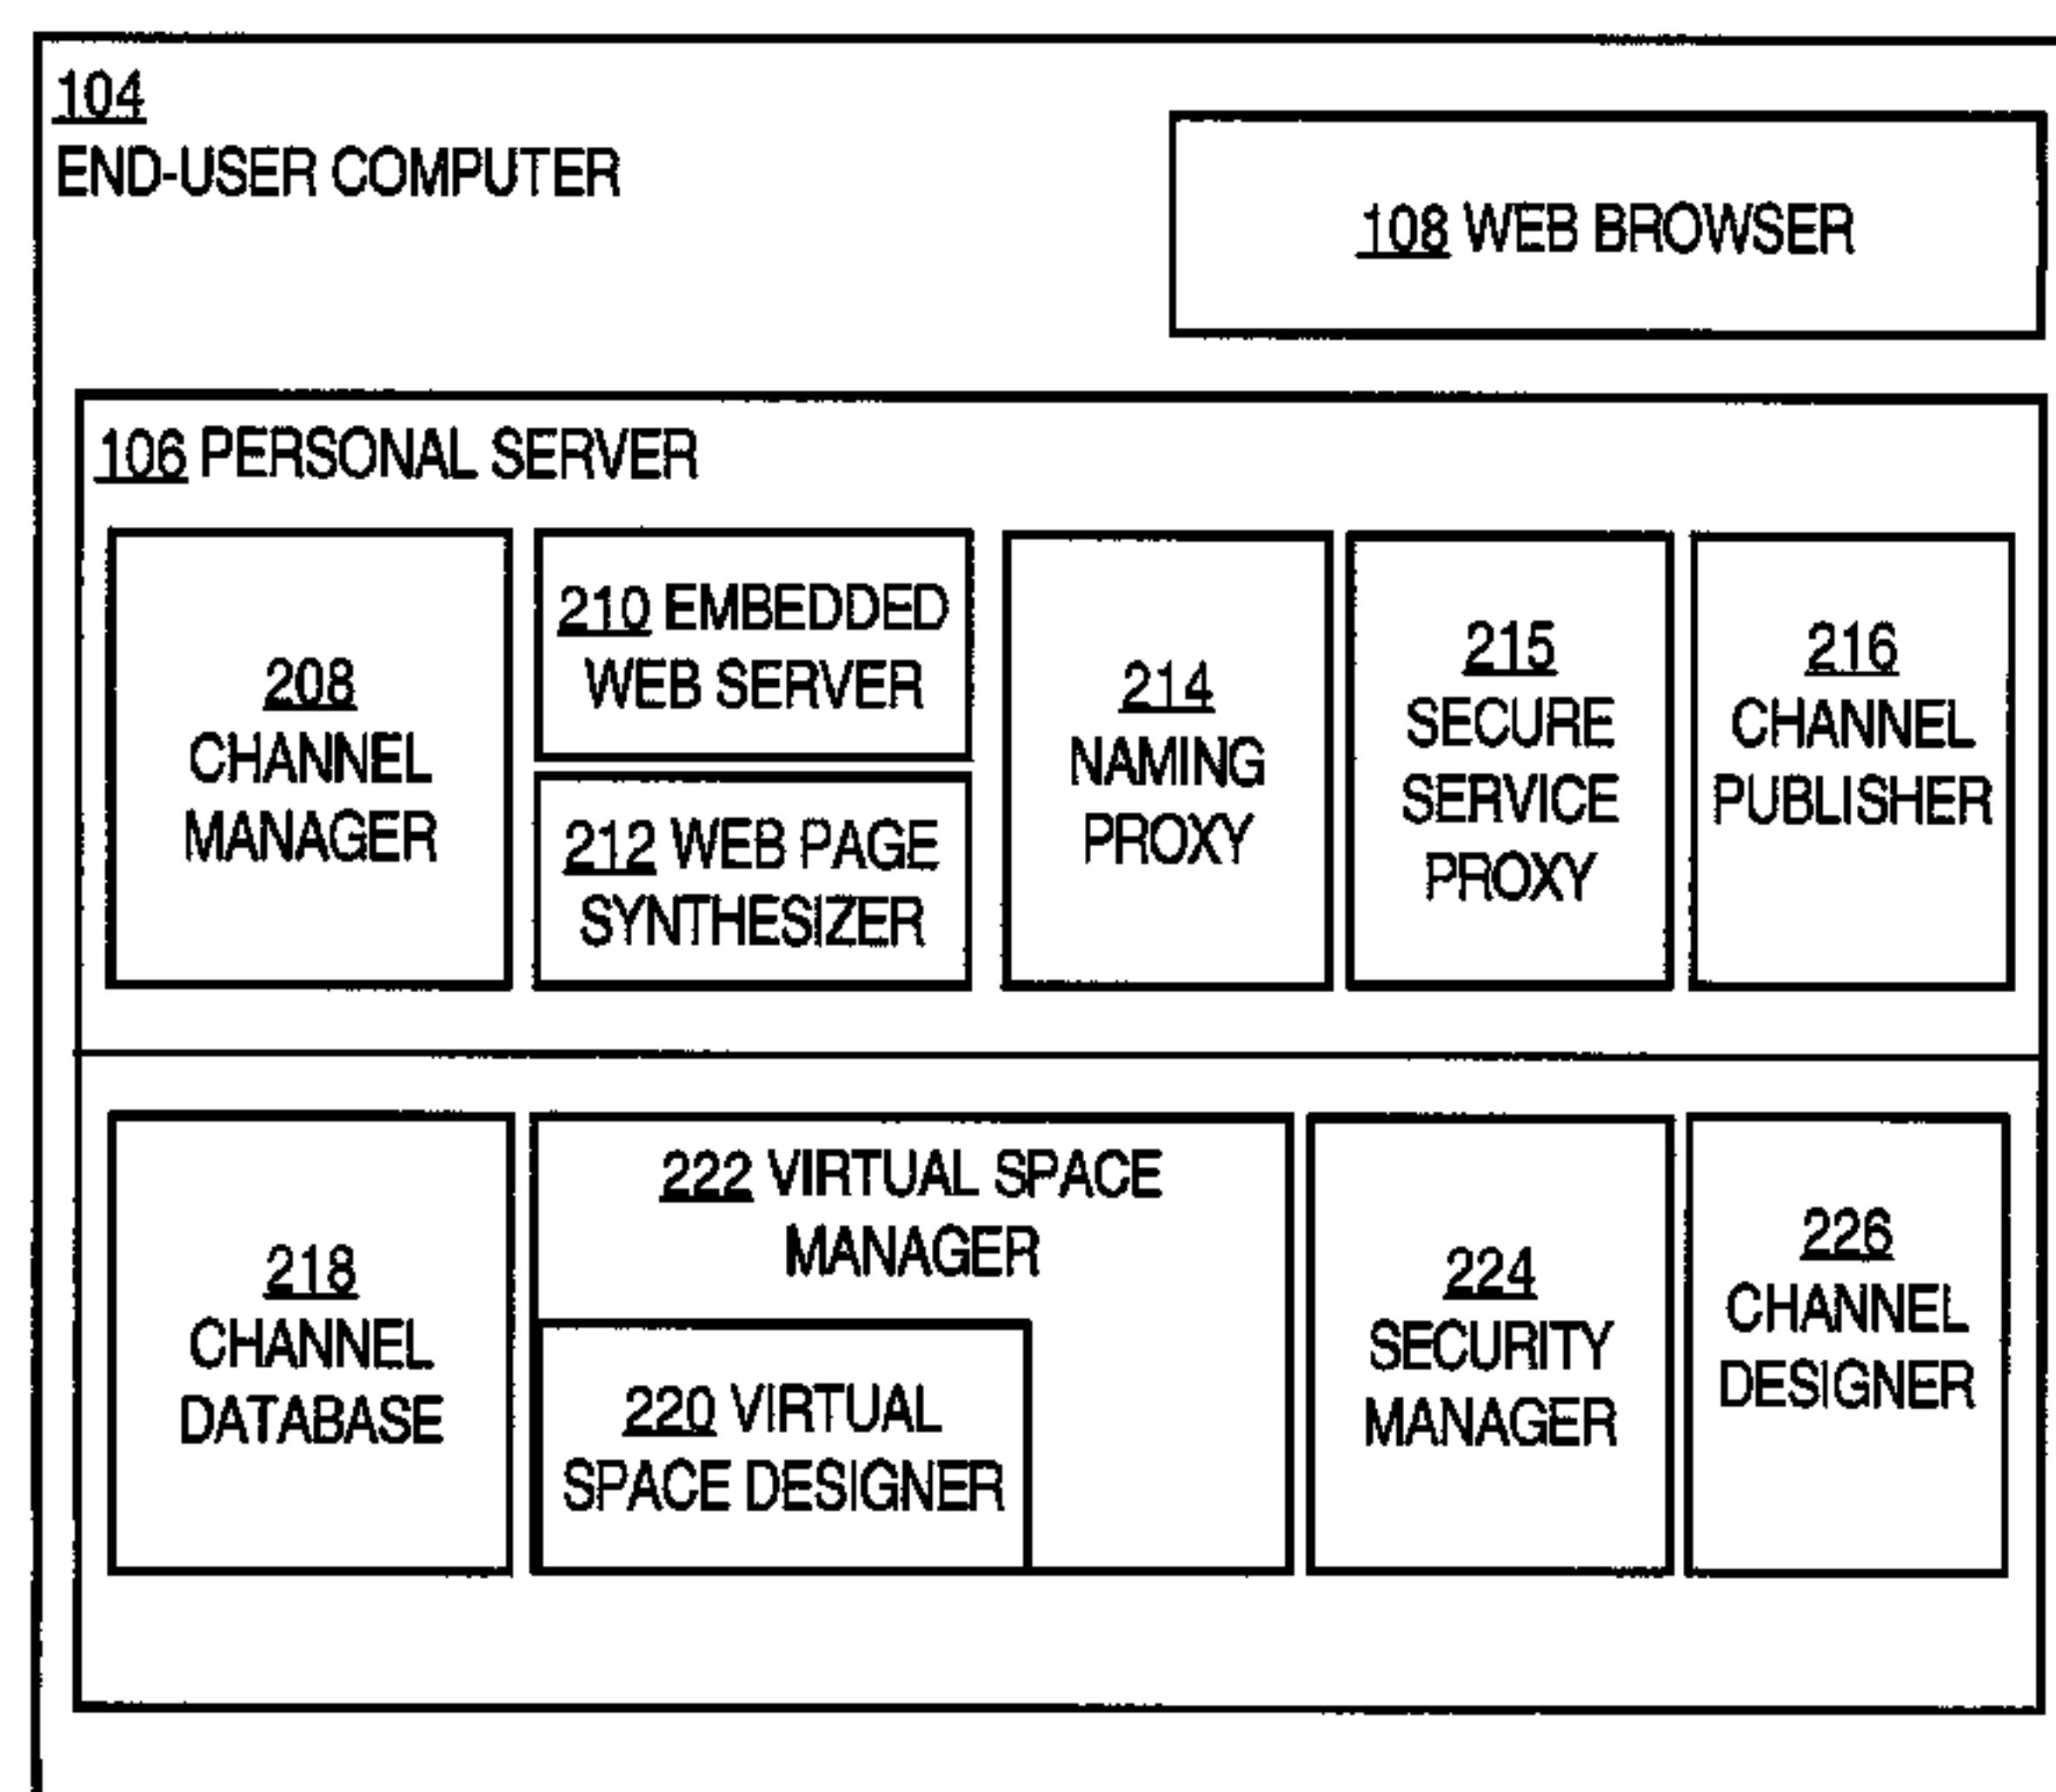 104
END-USER COMPUTER
108 WEB BROWSER
106 PERSONAL SERVER
208
CHANNEL
MANAGER
210 EMBEDDED
WEB SERVER
212 WEB PAGE
SYNTHESIZER
214
NAMING
PROXY
215
SECURE
SERVICE
PROXY
216
CHANNEL
PUBLISHER
218
CHANNEL
DATABASE
222 VIRTUAL SPACE
MANAGER
220 VIRTUAL
SPACE DESIGNER
224
SECURITY
MANAGER
226
CHANNEL
DESIGNER